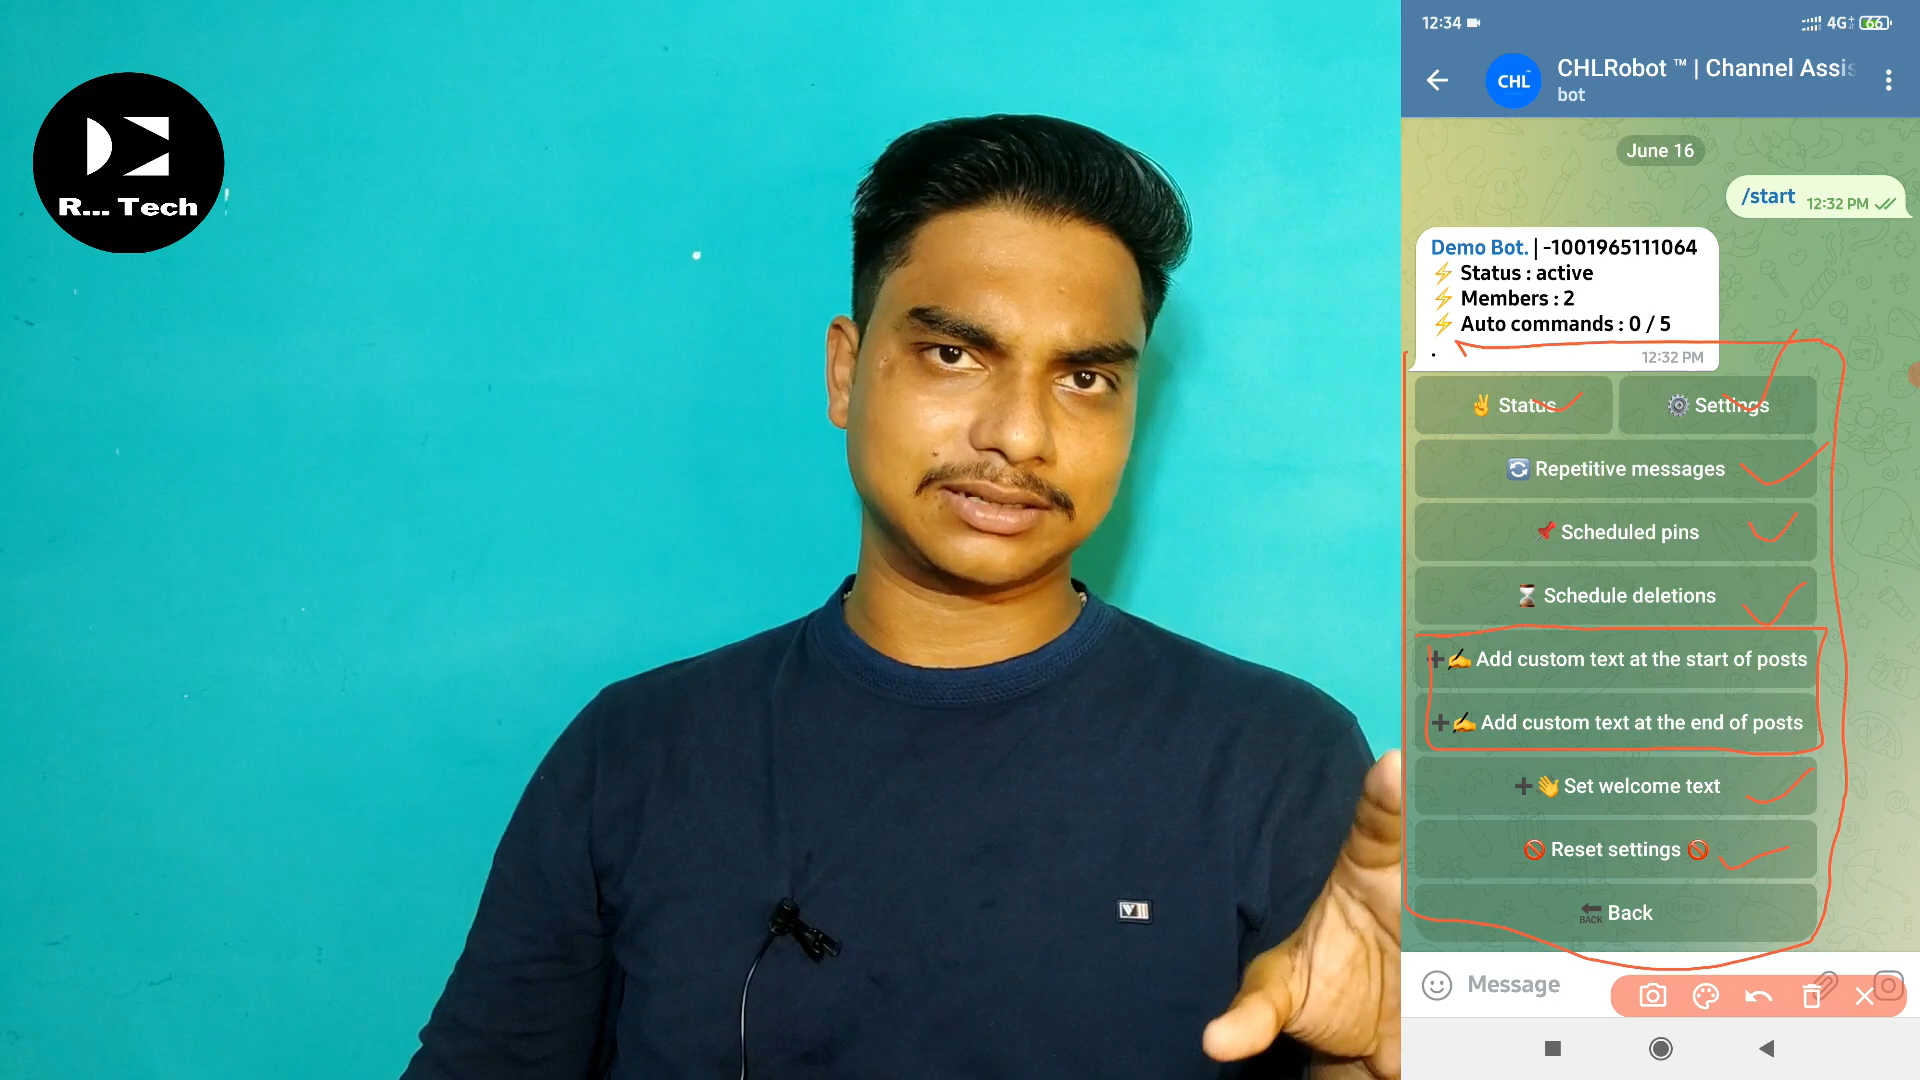 R... Tech
12:34
4G
66
CHL
CHLRobot ™ | Channel Assis
bot
June 16
/start 12:32 PM
Demo Bot. | -1001965111064
⚡ Status : active
⚡ Members : 2
⚡ Auto commands : 0 / 5
.
12:32 PM
✌️ Status
⚙️ Settings
🔄 Repetitive messages
📌 Scheduled pins
⏳ Schedule deletions
➕✍️ Add custom text at the start of posts
➕✍️ Add custom text at the end of posts
➕👋 Set welcome text
🚫 Reset settings 🚫
🔙 Back
Message